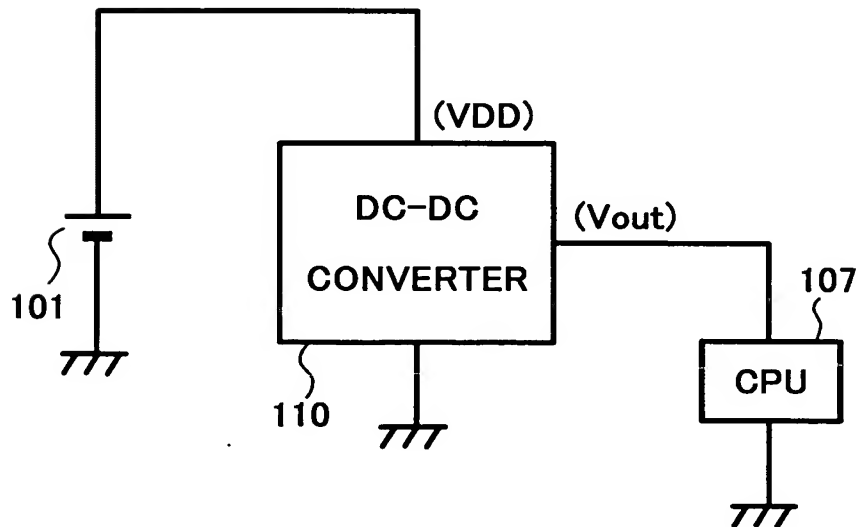 (VDD)
DC-DC
CONVERTER
(Vout)
101
107
110
CPU